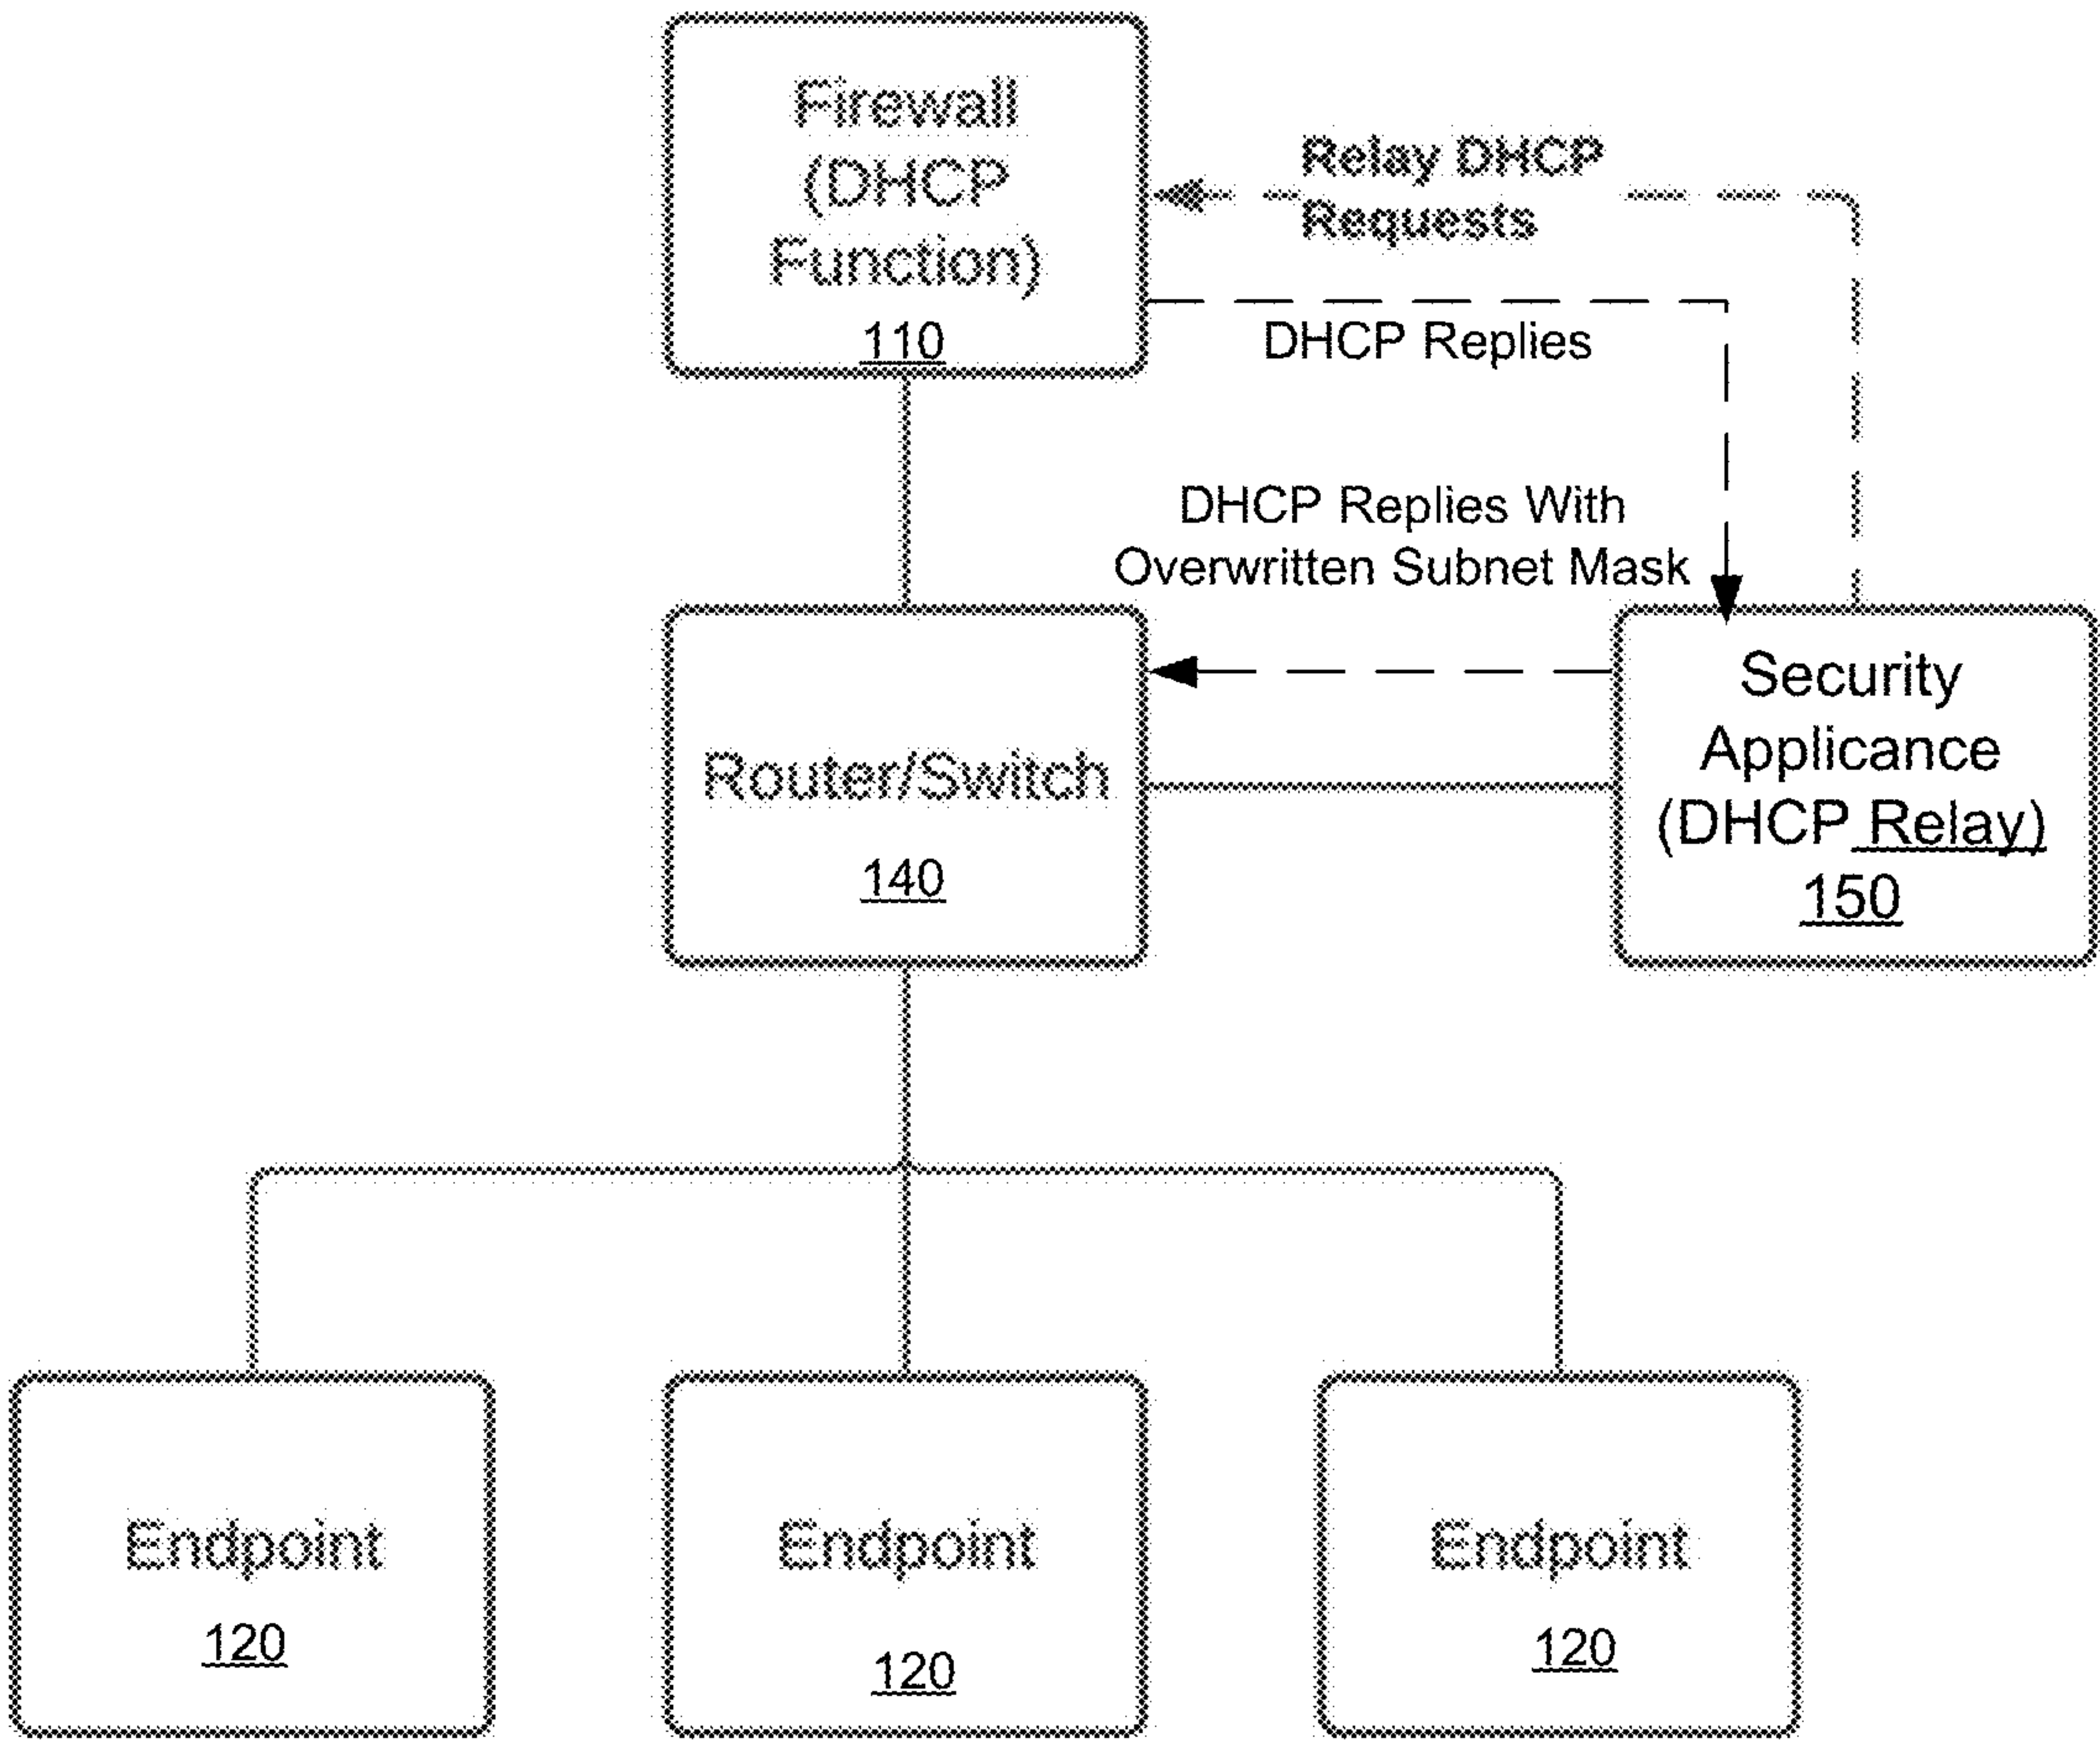 Firewall
(DHCP
Function)
110
Relay DHCP
Requests
DHCP Replies
DHCP Replies With
Overwritten Subnet Mask
Router/Switch
140
Security
Applicance
(DHCP Relay)
150
Endpoint
120
Endpoint
120
Endpoint
120